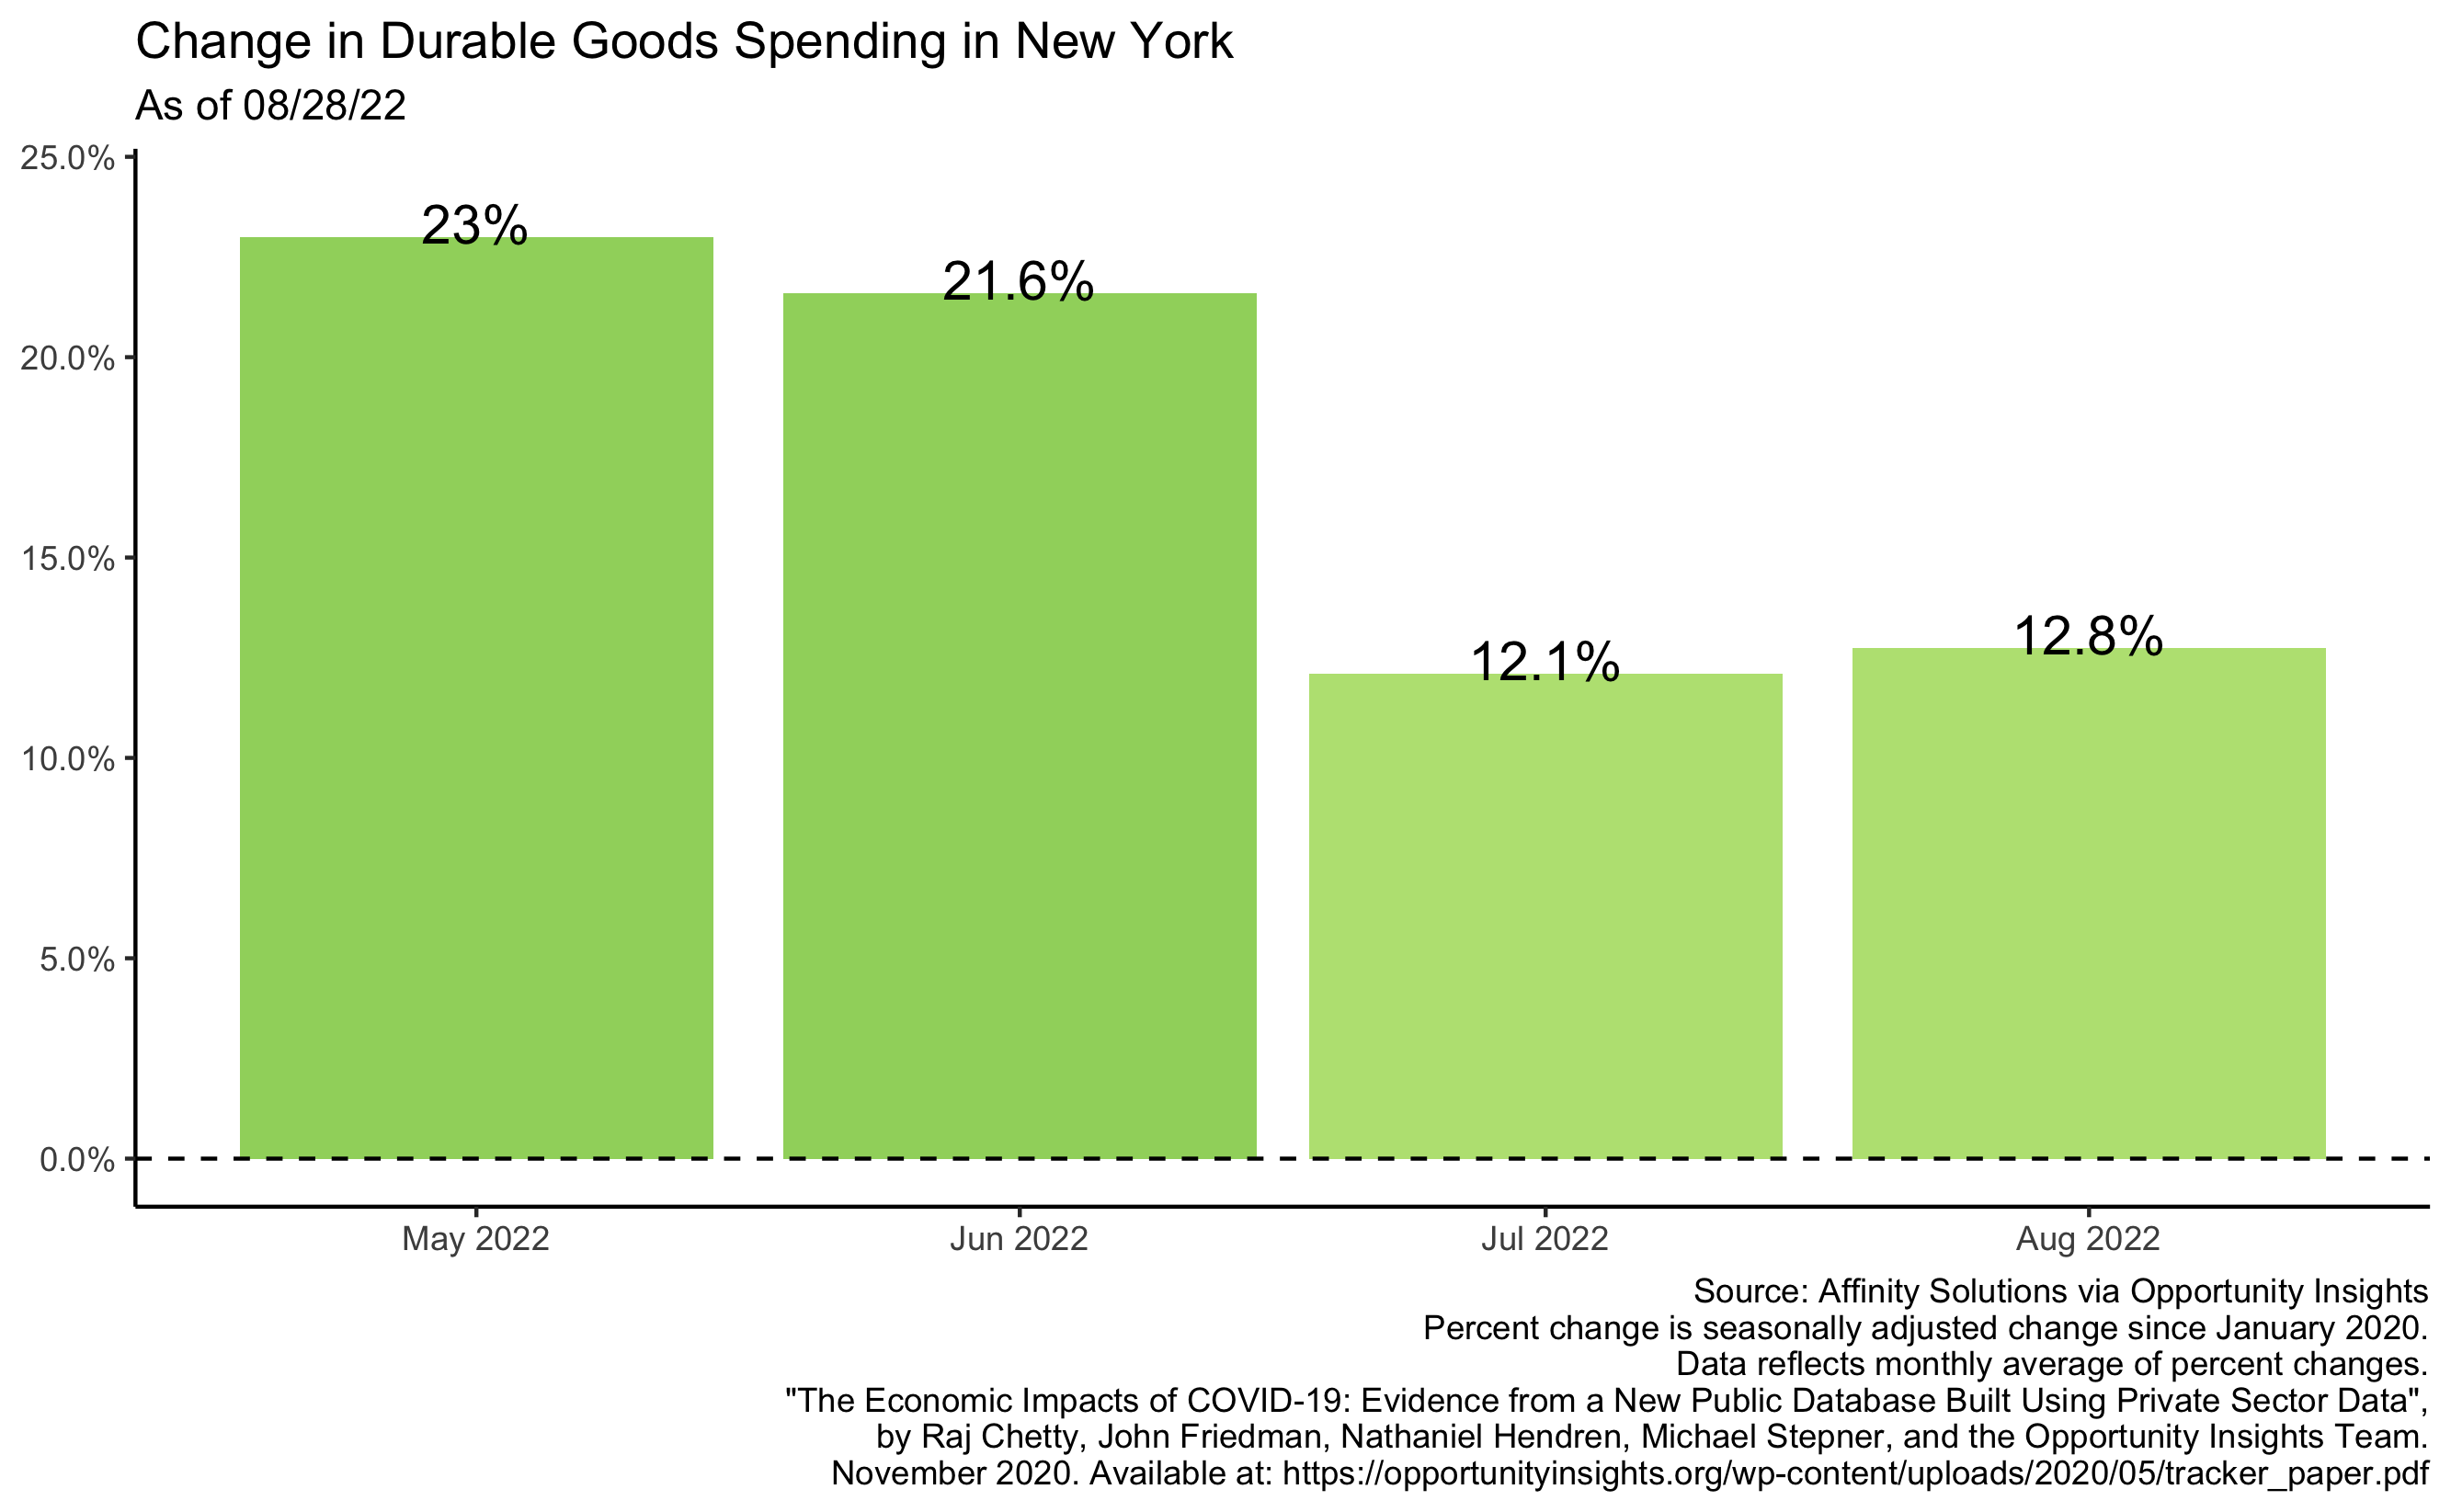 Change in Durable Goods Spending in New York
As of 08/28/22
25.0%
20.0%
15.0%
10.0%
5.0%
0.0%
23%
21.6%
12.1%
12.8%
May 2022
Jun 2022
Jul 2022
Aug 2022
Source: Affinity Solutions via Opportunity Insights
Percent change is seasonally adjusted change since January 2020.
Data reflects monthly average of percent changes.
"The Economic Impacts of COVID-19: Evidence from a New Public Database Built Using Private Sector Data",
by Raj Chetty, John Friedman, Nathaniel Hendren, Michael Stepner, and the Opportunity Insights Team.
November 2020. Available at: https://opportunityinsights.org/wp-content/uploads/2020/05/tracker_paper.pdf